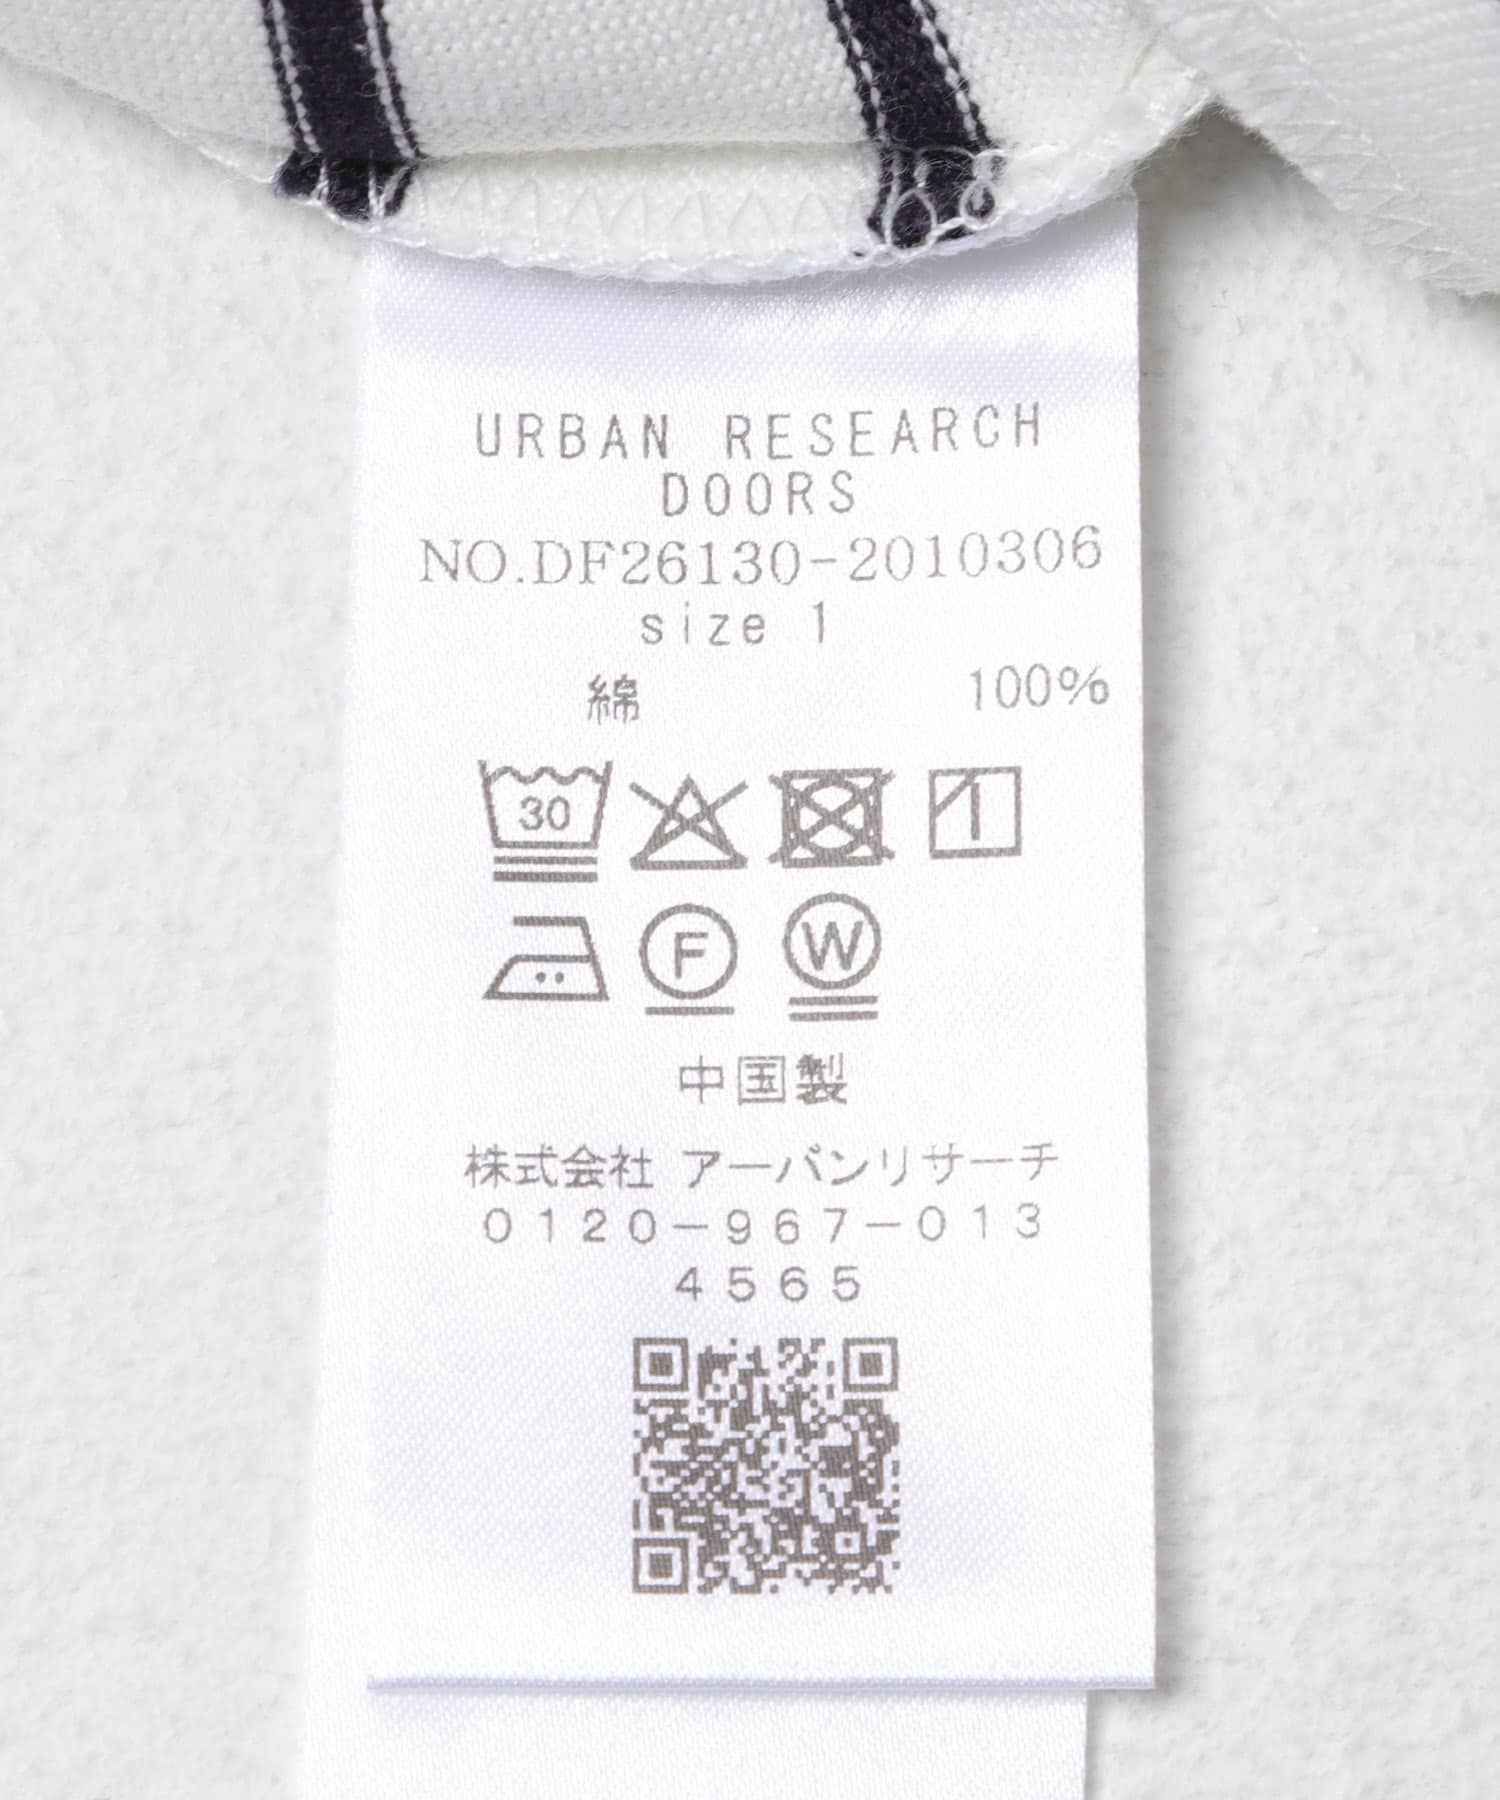 URBAN RESEARCH
DOORS
NO.DF26130-2010306
size 1
綿 100%
30
F W
中国製
株式会社 アーバンリサーチ
0120-967-013
4565